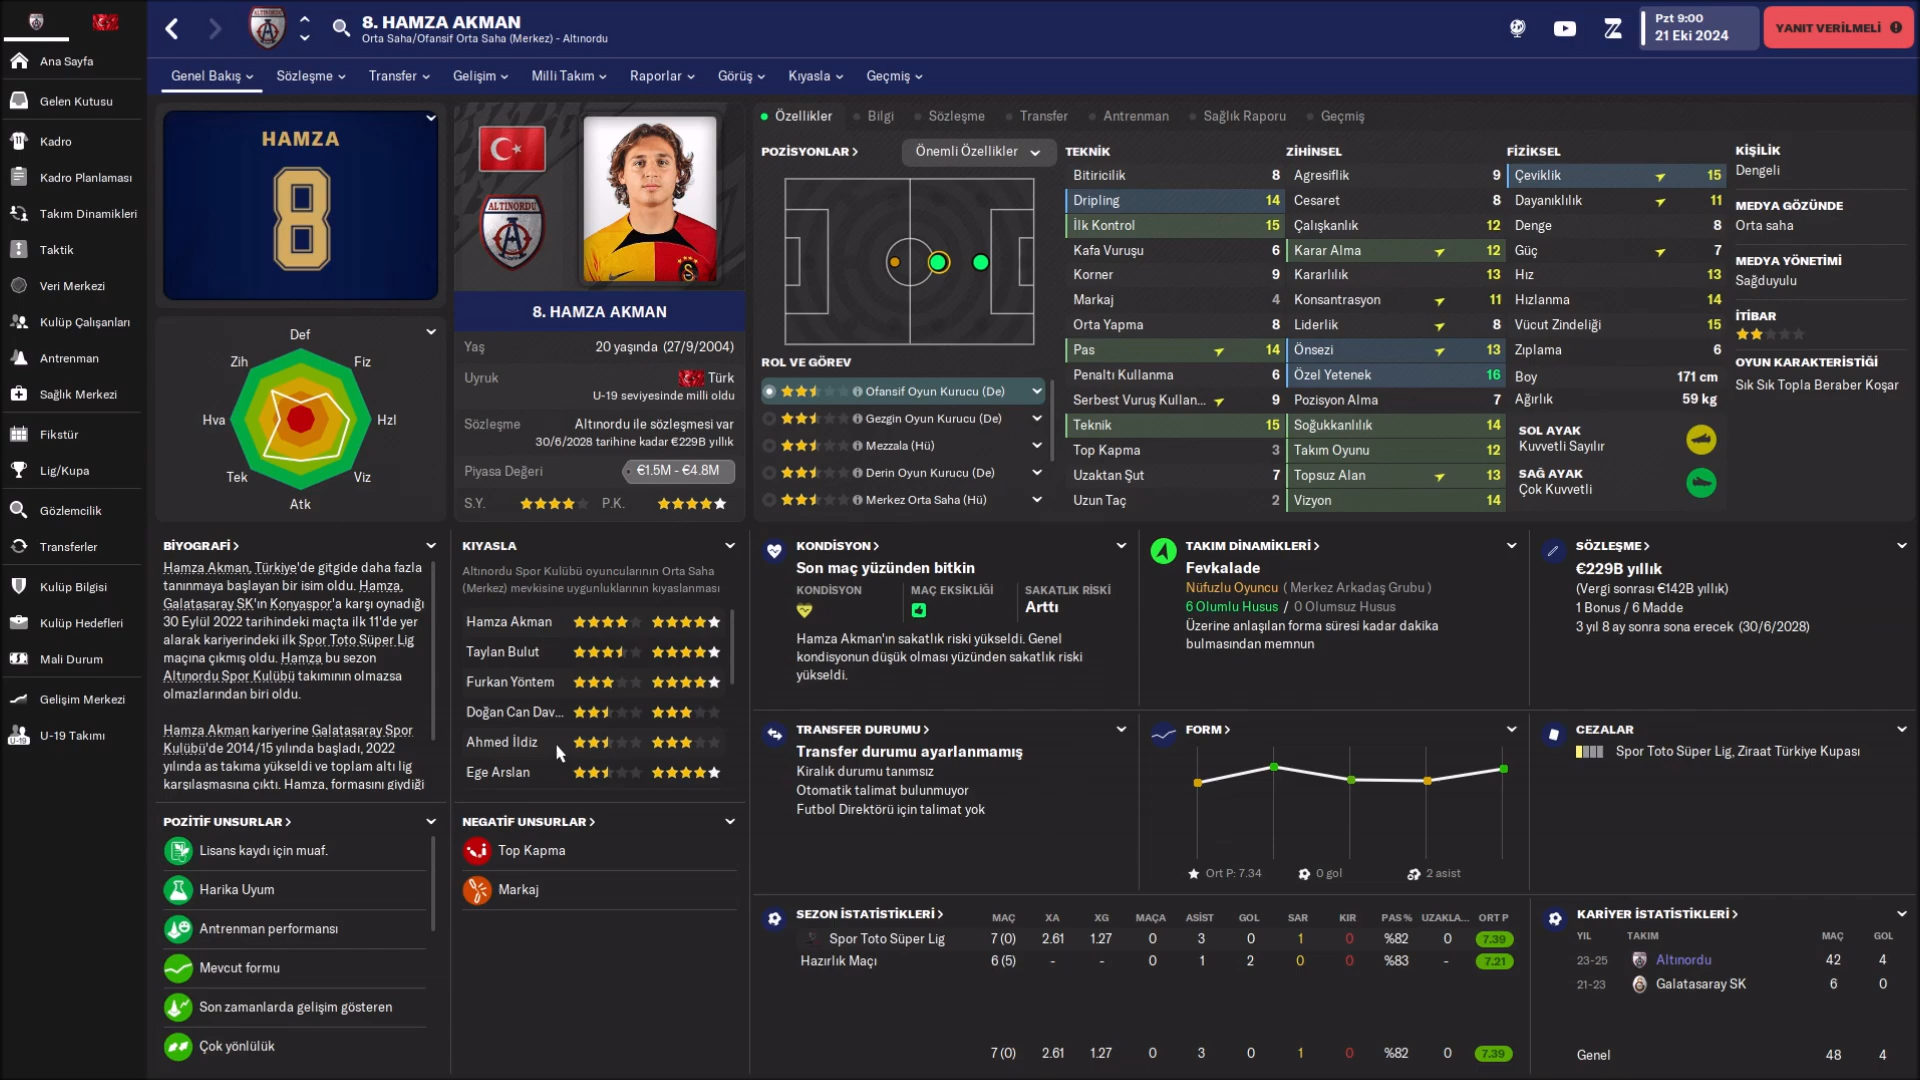 8. HAMZA AKMAN
Orta Saha/Ofansif Orta Saha (Merkez) - Altınordu
Pzt 9:00
21 Eki 2024
YANIT VERİLMELİ
Ana Sayfa
Gelen Kutusu
Kadro
Kadro Planlaması
Takım Dinamikleri
Taktik
Veri Merkezi
Kulüp Çalışanları
Antrenman
Sağlık Merkezi
Fikstür
Lig/Kupa
Gözlemcilik
Transferler
Kulüp Bilgisi
Kulüp Hedefleri
Mali Durum
Gelişim Merkezi
U-19 Takımı
Genel Bakış Sözleşme Transfer Gelişim Milli Takım Raporlar Görüş Kıyasla Geçmiş
HAMZA
8
Def
Fiz
Hzl
Viz
Atk
Tek
Hva
Zih
ALTINORDU
8. HAMZA AKMAN
Yaş 20 yaşında (27/9/2004)
Uyruk Türk
U-19 seviyesinde milli oldu
Sözleşme Altınordu ile sözleşmesi var
30/6/2028 tarihine kadar €229B yıllık
Piyasa Değeri €1.5M - €4.8M
S.Y. P.K.
Özellikler Bilgi Sözleşme Transfer Antrenman Sağlık Raporu Geçmiş
POZİSYONLAR
Önemli Özellikler
ROL VE GÖREV
Ofansif Oyun Kurucu (De)
Gezgin Oyun Kurucu (De)
Mezzala (Hü)
Derin Oyun Kurucu (De)
Merkez Orta Saha (Hü)
TEKNİK
Bitiricilik 8
Dripling 14
İlk Kontrol 15
Kafa Vuruşu 6
Korner 9
Markaj 4
Orta Yapma 8
Pas 14
Penaltı Kullanma 6
Serbest Vuruş Kullan... 9
Teknik 15
Top Kapma 3
Uzaktan Şut 7
Uzun Taç 2
ZİHİNSEL
Agresiflik 9
Cesaret 8
Çalışkanlık 12
Karar Alma 12
Kararlılık 13
Konsantrasyon 11
Liderlik 8
Önsezi 13
Özel Yetenek 16
Pozisyon Alma 7
Soğukkanlılık 14
Takım Oyunu 12
Topsuz Alan 13
Vizyon 14
FİZİKSEL
Çeviklik 15
Dayanıklılık 11
Denge 8
Güç 7
Hız 13
Hızlanma 14
Vücut Zindeliği 15
Zıplama 6
Boy 171 cm
Ağırlık 59 kg
SOL AYAK
Kuvvetli Sayılır
SAĞ AYAK
Çok Kuvvetli
KİŞİLİK
Dengeli
MEDYA GÖZÜNDE
Orta saha
MEDYA YÖNETİMİ
Sağduyulu
İTİBAR
OYUN KARAKTERİSTİĞİ
Sık Sık Topla Beraber Koşar
BİYOGRAFİ
Hamza Akman, Türkiye'de gitgide daha fazla
tanınmaya başlayan bir isim oldu. Hamza,
Galatasaray SK'ın Konyaspor'a karşı oynadığı
30 Eylül 2022 tarihindeki maçta ilk 11'de yer
alarak kariyerindeki ilk Spor Toto Süper Lig
maçına çıkmış oldu. Hamza bu sezon
Altınordu Spor Kulübü takımının olmazsa
olmazlarından biri oldu.
Hamza Akman kariyerine Galatasaray Spor
Kulübü'de 2014/15 yılında başladı, 2022
yılında as takıma yükseldi ve toplam altı lig
karşılaşmasına çıktı. Hamza, formasını giydiği
KIYASLA
Altınordu Spor Kulübü oyuncularının Orta Saha
(Merkez) mevkisine uygunluklarının kıyaslaması
Hamza Akman
Taylan Bulut
Furkan Yöntem
Doğan Can Dav...
Ahmed İldiz
Ege Arslan
POZİTİF UNSURLAR
Lisans kaydı için muaf.
Harika Uyum
Antrenman performansı
Mevcut formu
Son zamanlarda gelişim gösteren
Çok yönlülük
NEGATİF UNSURLAR
Top Kapma
Markaj
KONDİSYON
Son maç yüzünden bitkin
KONDİSYON MAÇ EKSİKLİĞİ SAKATLIK RİSKİ
Arttı
Hamza Akman'ın sakatlık riski yükseldi. Genel
kondisyonun düşük olması yüzünden sakatlık riski
yükseldi.
TAKIM DİNAMİKLERİ
Fevkalade
Nüfuzlu Oyuncu ( Merkez Arkadaş Grubu )
6 Olumlu Husus / 0 Olumsuz Husus
Üzerine anlaşılan forma süresi kadar dakika
bulmasından memnun
SÖZLEŞME
€229B yıllık
(Vergi sonrası €142B yıllık)
1 Bonus / 6 Madde
3 yıl 8 ay sonra sona erecek (30/6/2028)
TRANSFER DURUMU
Transfer durumu ayarlanmamış
Kiralık durumu tanımsız
Otomatik talimat bulunmuyor
Futbol Direktörü için talimat yok
FORM
Ort P: 7.34 0 gol 2 asist
CEZALAR
Spor Toto Süper Lig, Ziraat Türkiye Kupası
SEZON İSTATİSTİKLERİ MAÇ XA XG MAÇA ASİST GOL SAR KIR PAS % UZAKLA... ORT P
Spor Toto Süper Lig 7 (0) 2.61 1.27 0 3 0 1 0 %82 0 7.39
Hazırlık Maçı 6 (5) - - 0 1 2 0 0 %83 - 7.21
7 (0) 2.61 1.27 0 3 0 1 0 %82 0 7.39
KARİYER İSTATİSTİKLERİ
YIL TAKIM MAÇ GOL
23-25 Altınordu 42 4
21-23 Galatasaray SK 6 0
Genel 48 4